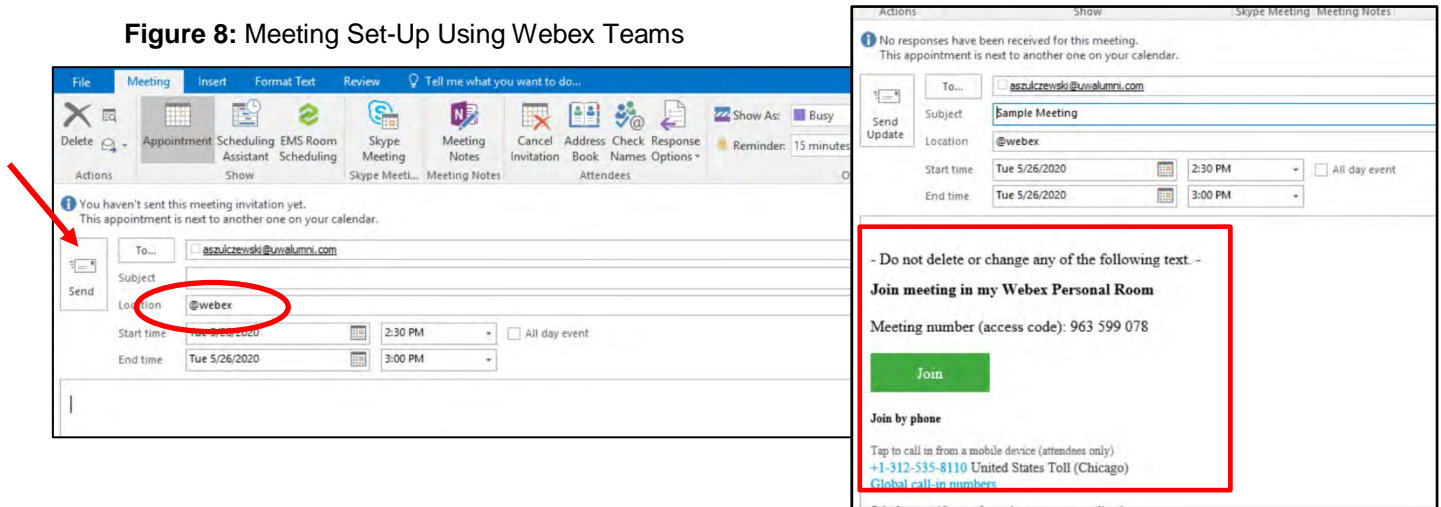 Figure 8: Meeting Set-Up Using Webex Teams
File Meeting Insert Format Text Review Tell me what you want to do...
Delete
Appointment
Scheduling Assistant
EMS Room Scheduling
Skype Meeting
Meeting Notes
Cancel Invitation
Address Book
Check Names
Response Options
Show As: Busy
Reminder: 15 minutes
Actions Show Skype Meeti... Meeting Notes Attendees
You haven't sent this meeting invitation yet.
This appointment is next to another one on your calendar.
Send
To... aszulczewski@uwalumni.com
Subject
Location @webex
Start time Tue 5/26/2020 2:30 PM All day event
End time Tue 5/26/2020 3:00 PM
Actions Show Skype Meeting Meeting Notes
No responses have been received for this meeting.
This appointment is next to another one on your calendar.
Send Update
To... aszulczewski@uwalumni.com
Subject Sample Meeting
Location @webex
Start time Tue 5/26/2020 2:30 PM All day event
End time Tue 5/26/2020 3:00 PM
- Do not delete or change any of the following text. -
Join meeting in my Webex Personal Room
Meeting number (access code): 963 599 078
Join
Join by phone
Tap to call in from a mobile device (attendees only)
+1-312-535-8110 United States Toll (Chicago)
Global call-in numbers